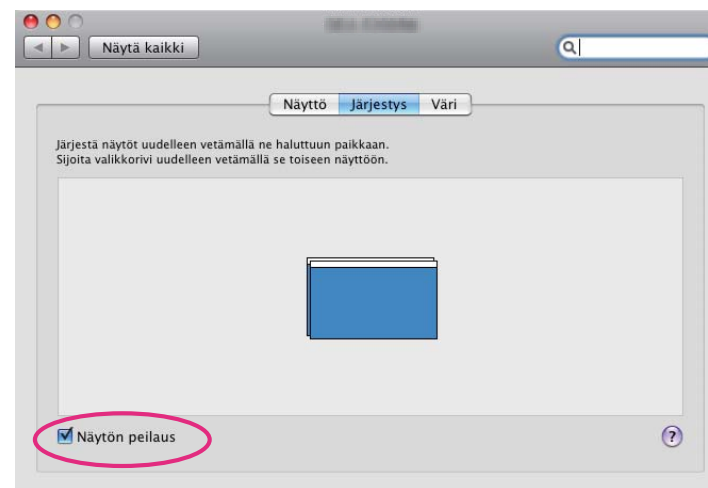 Näytä kaikki
Näyttö Järjestys Väri
Järjestä näytöt uudelleen vetämällä ne haluttuun paikkaan.
Sijoita valikkorivi uudelleen vetämällä se toiseen näyttöön.
Näytön peilaus
?